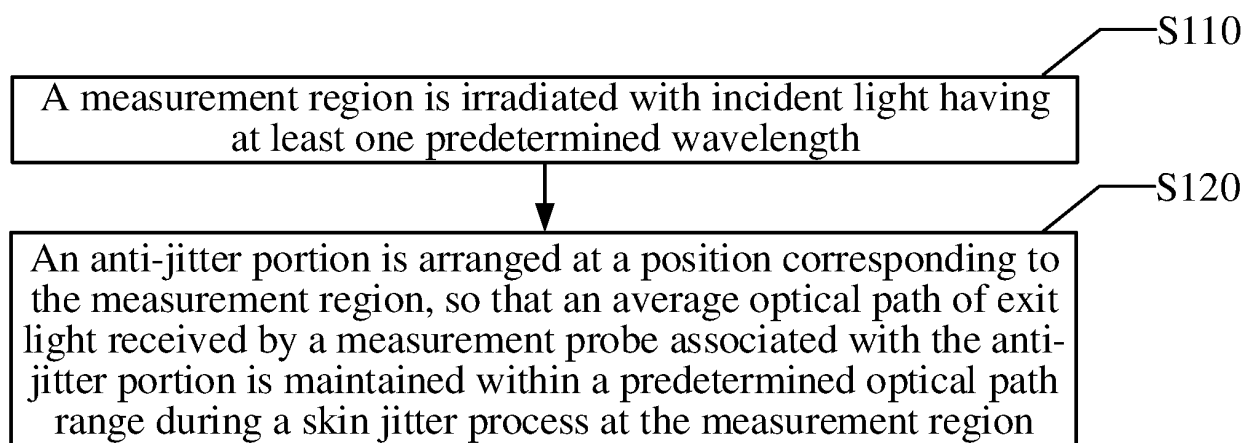 S110
A measurement region is irradiated with incident light having
at least one predetermined wavelength
S120
An anti-jitter portion is arranged at a position corresponding to
the measurement region, so that an average optical path of exit
light received by a measurement probe associated with the anti-
jitter portion is maintained within a predetermined optical path
range during a skin jitter process at the measurement region